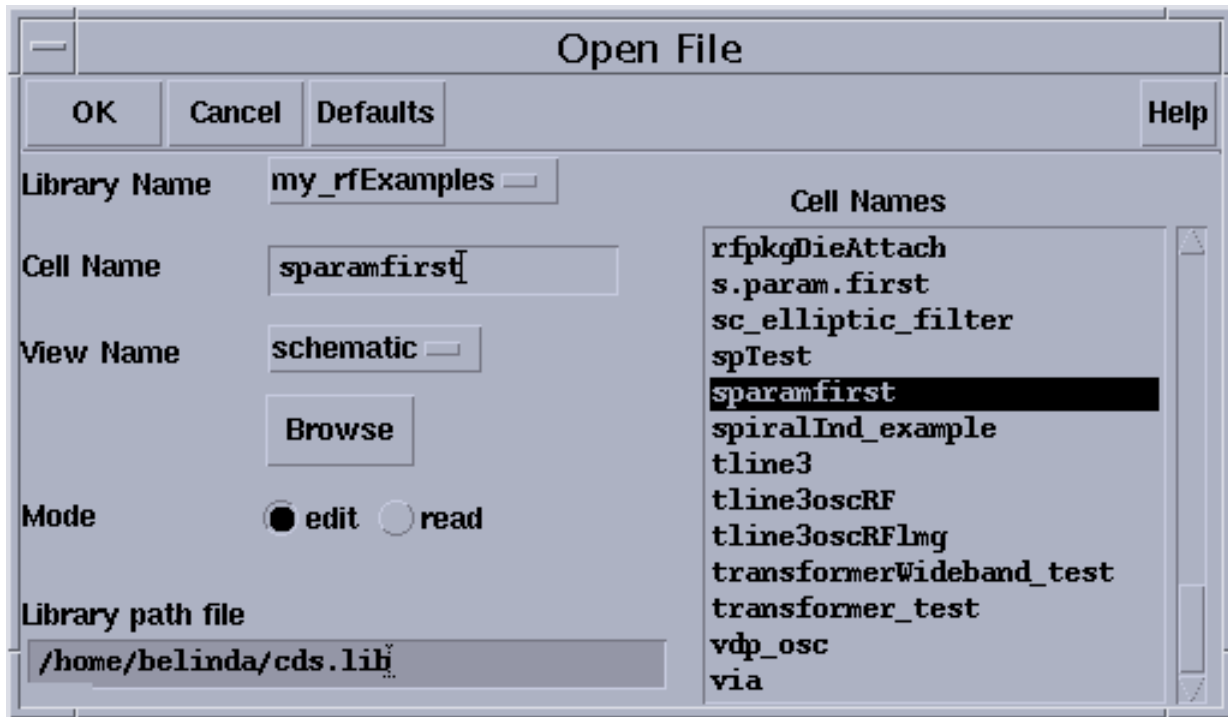 Open File
OK Cancel Defaults Help
Library Name my_rfExamples
Cell Name sparamfirst
View Name schematic
Browse
Mode edit read
Library path file
/home/belinda/cds.lib
Cell Names
rfpkgDieAttach
s.param.first
sc_elliptic_filter
spTest
sparamfirst
spiralInd_example
tline3
tline3oscRF
tline3oscRFlmg
transformerWideband_test
transformer_test
vdp_osc
via